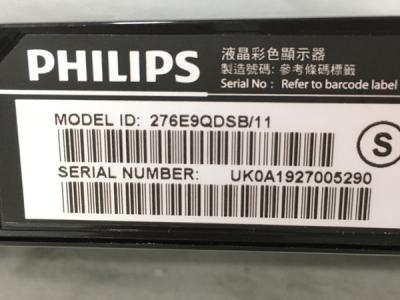 PHILIPS
液晶彩色顯示器
製造號碼: 參考條碼標籤
Serial No : Refer to barcode label
MODEL ID: 276E9QDSB/11
S
SERIAL NUMBER: UK0A1927005290